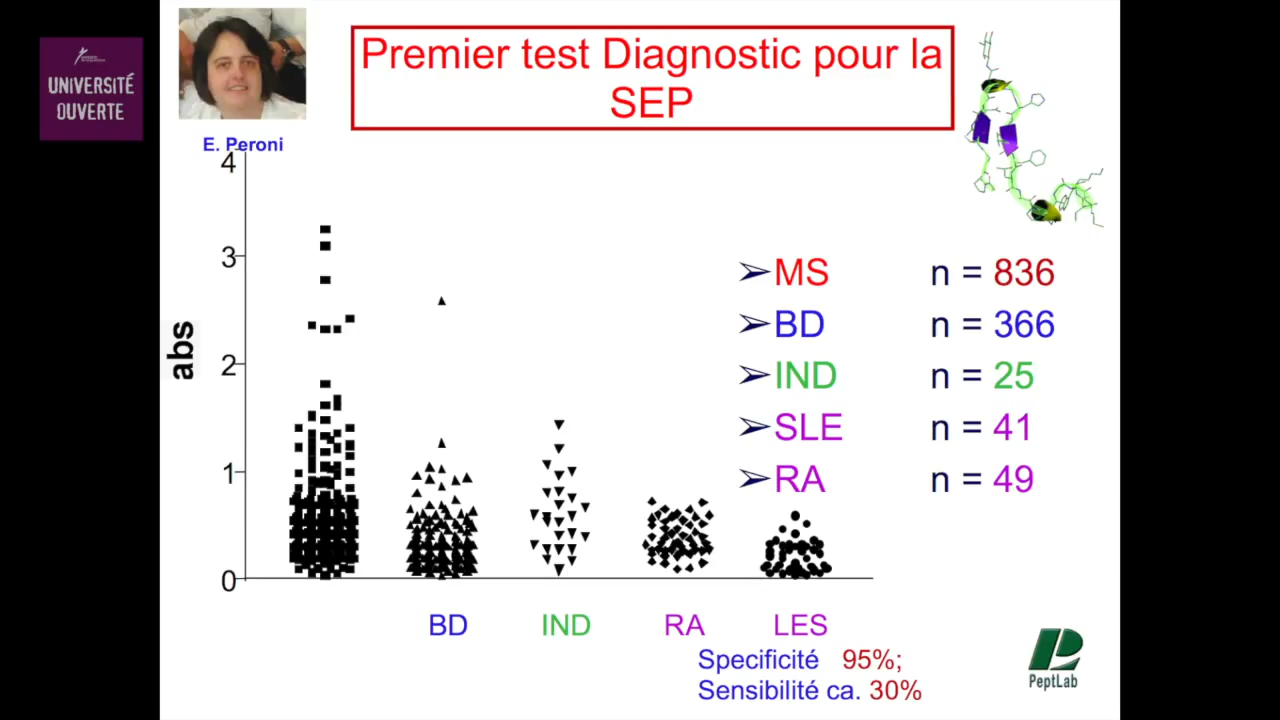 UNIVERSITÉ
OUVERTE
Premier test Diagnostic pour la
SEP
E. Peroni
4
3
2
1
0
abs
MS n = 836
BD n = 366
IND n = 25
SLE n = 41
RA n = 49
BD IND RA LES
Specificité 95%;
Sensibilité ca. 30%
PeptLab